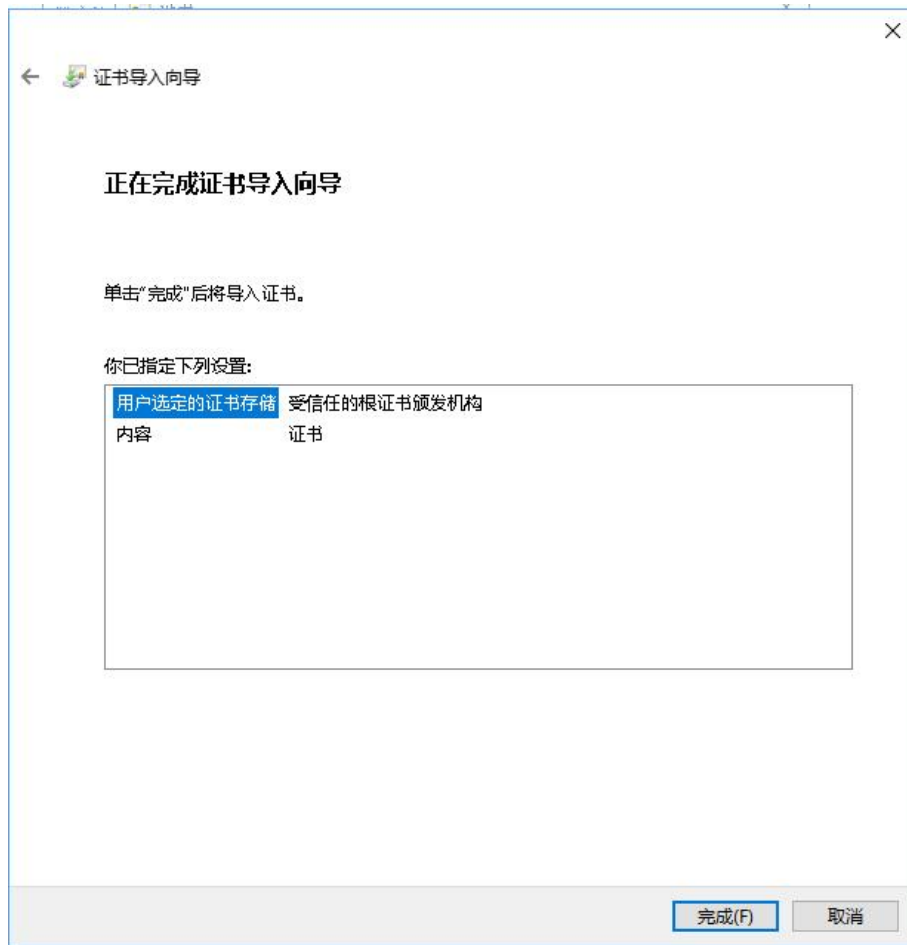 证书导入向导
正在完成证书导入向导
单击"完成"后将导入证书。
你已指定下列设置:
用户选定的证书存储 受信任的根证书颁发机构
内容 证书
完成(F) 取消